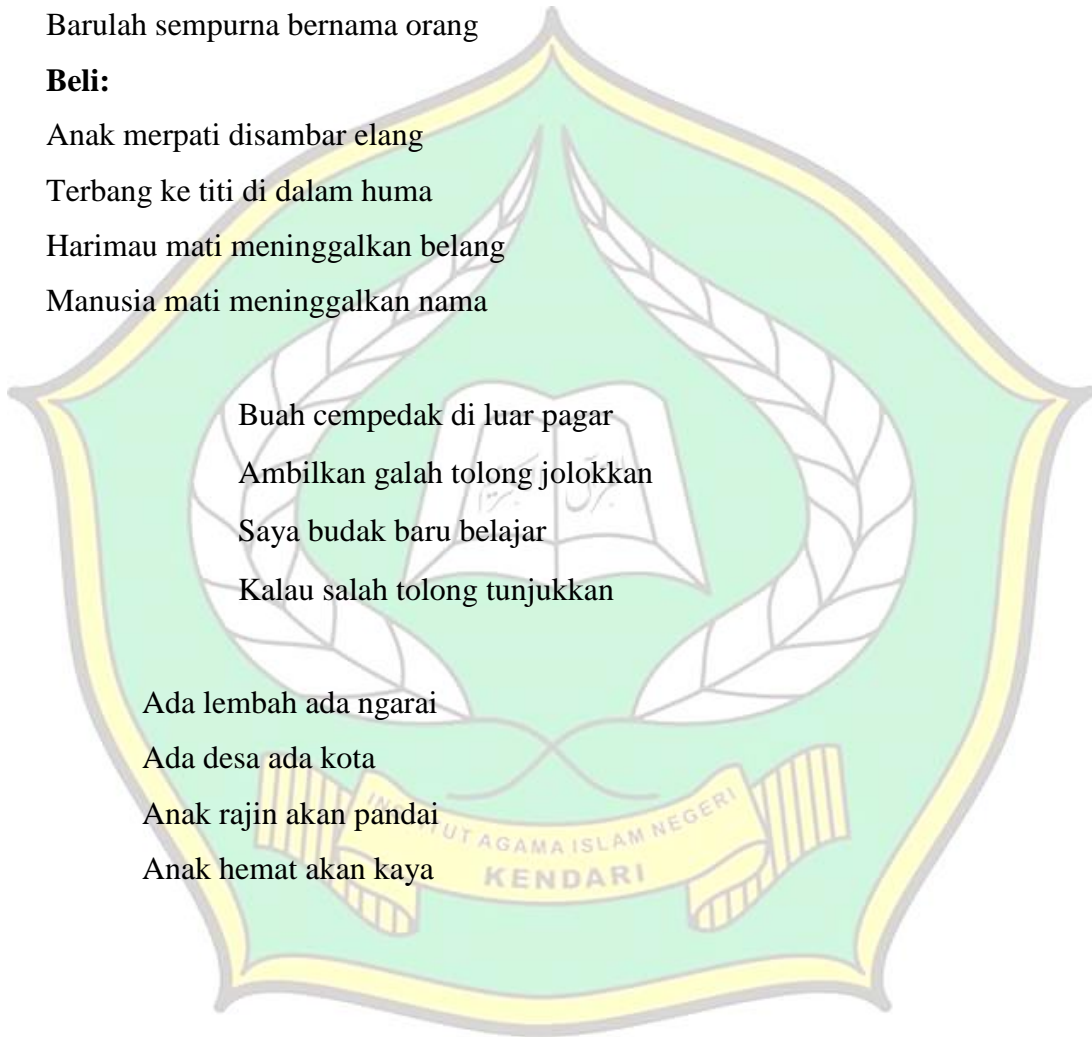 Barulah sempurna bernama orang
Beli:
Anak merpati disambar elang
Terbang ke titi di dalam huma
Harimau mati meninggalkan belang
Manusia mati meninggalkan nama
Buah cempedak di luar pagar
Ambilkan galah tolong jolokkan
Saya budak baru belajar
Kalau salah tolong tunjukkan
Ada lembah ada ngarai
Ada desa ada kota
Anak rajin akan pandai
Anak hemat akan kaya
INSTITUT AGAMA ISLAM NEGERI
KENDARI